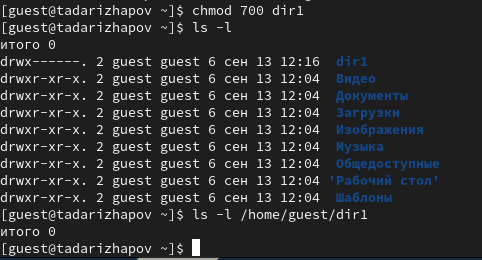 [guest@tadarizhapov ~]$ chmod 700 dir1
[guest@tadarizhapov ~]$ ls -l
итого 0
drwx------. 2 guest guest 6 сен 13 12:16  dir1
drwxr-xr-x. 2 guest guest 6 сен 13 12:04  Видео
drwxr-xr-x. 2 guest guest 6 сен 13 12:04  Документы
drwxr-xr-x. 2 guest guest 6 сен 13 12:04  Загрузки
drwxr-xr-x. 2 guest guest 6 сен 13 12:04  Изображения
drwxr-xr-x. 2 guest guest 6 сен 13 12:04  Музыка
drwxr-xr-x. 2 guest guest 6 сен 13 12:04  Общедоступные
drwxr-xr-x. 2 guest guest 6 сен 13 12:04 'Рабочий стол'
drwxr-xr-x. 2 guest guest 6 сен 13 12:04  Шаблоны
[guest@tadarizhapov ~]$ ls -l /home/guest/dir1
итого 0
[guest@tadarizhapov ~]$